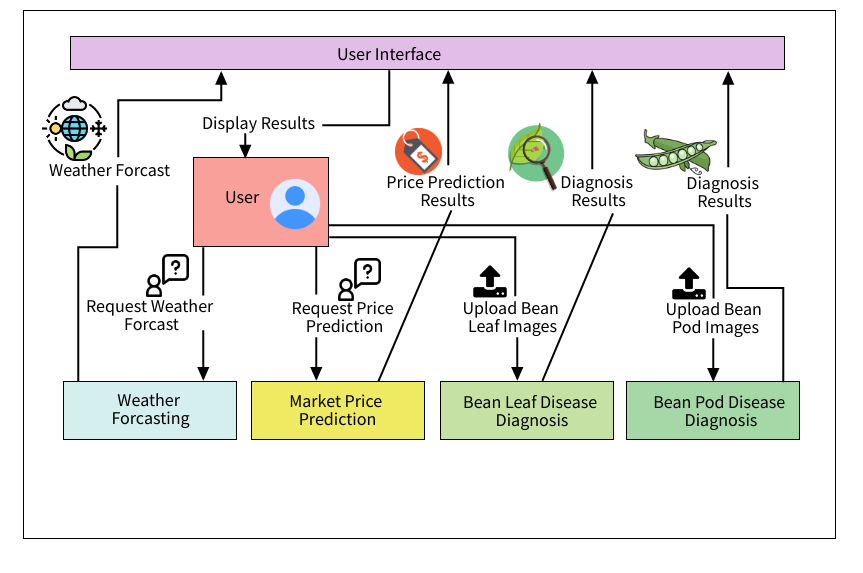 User Interface
Display Results
Weather Forcast
User
Price Prediction
Results
Diagnosis
Results
Diagnosis
Results
Request Weather
Forcast
Request Price
Prediction
Upload Bean
Leaf Images
Upload Bean
Pod Images
Weather
Forcasting
Market Price
Prediction
Bean Leaf Disease
Diagnosis
Bean Pod Disease
Diagnosis